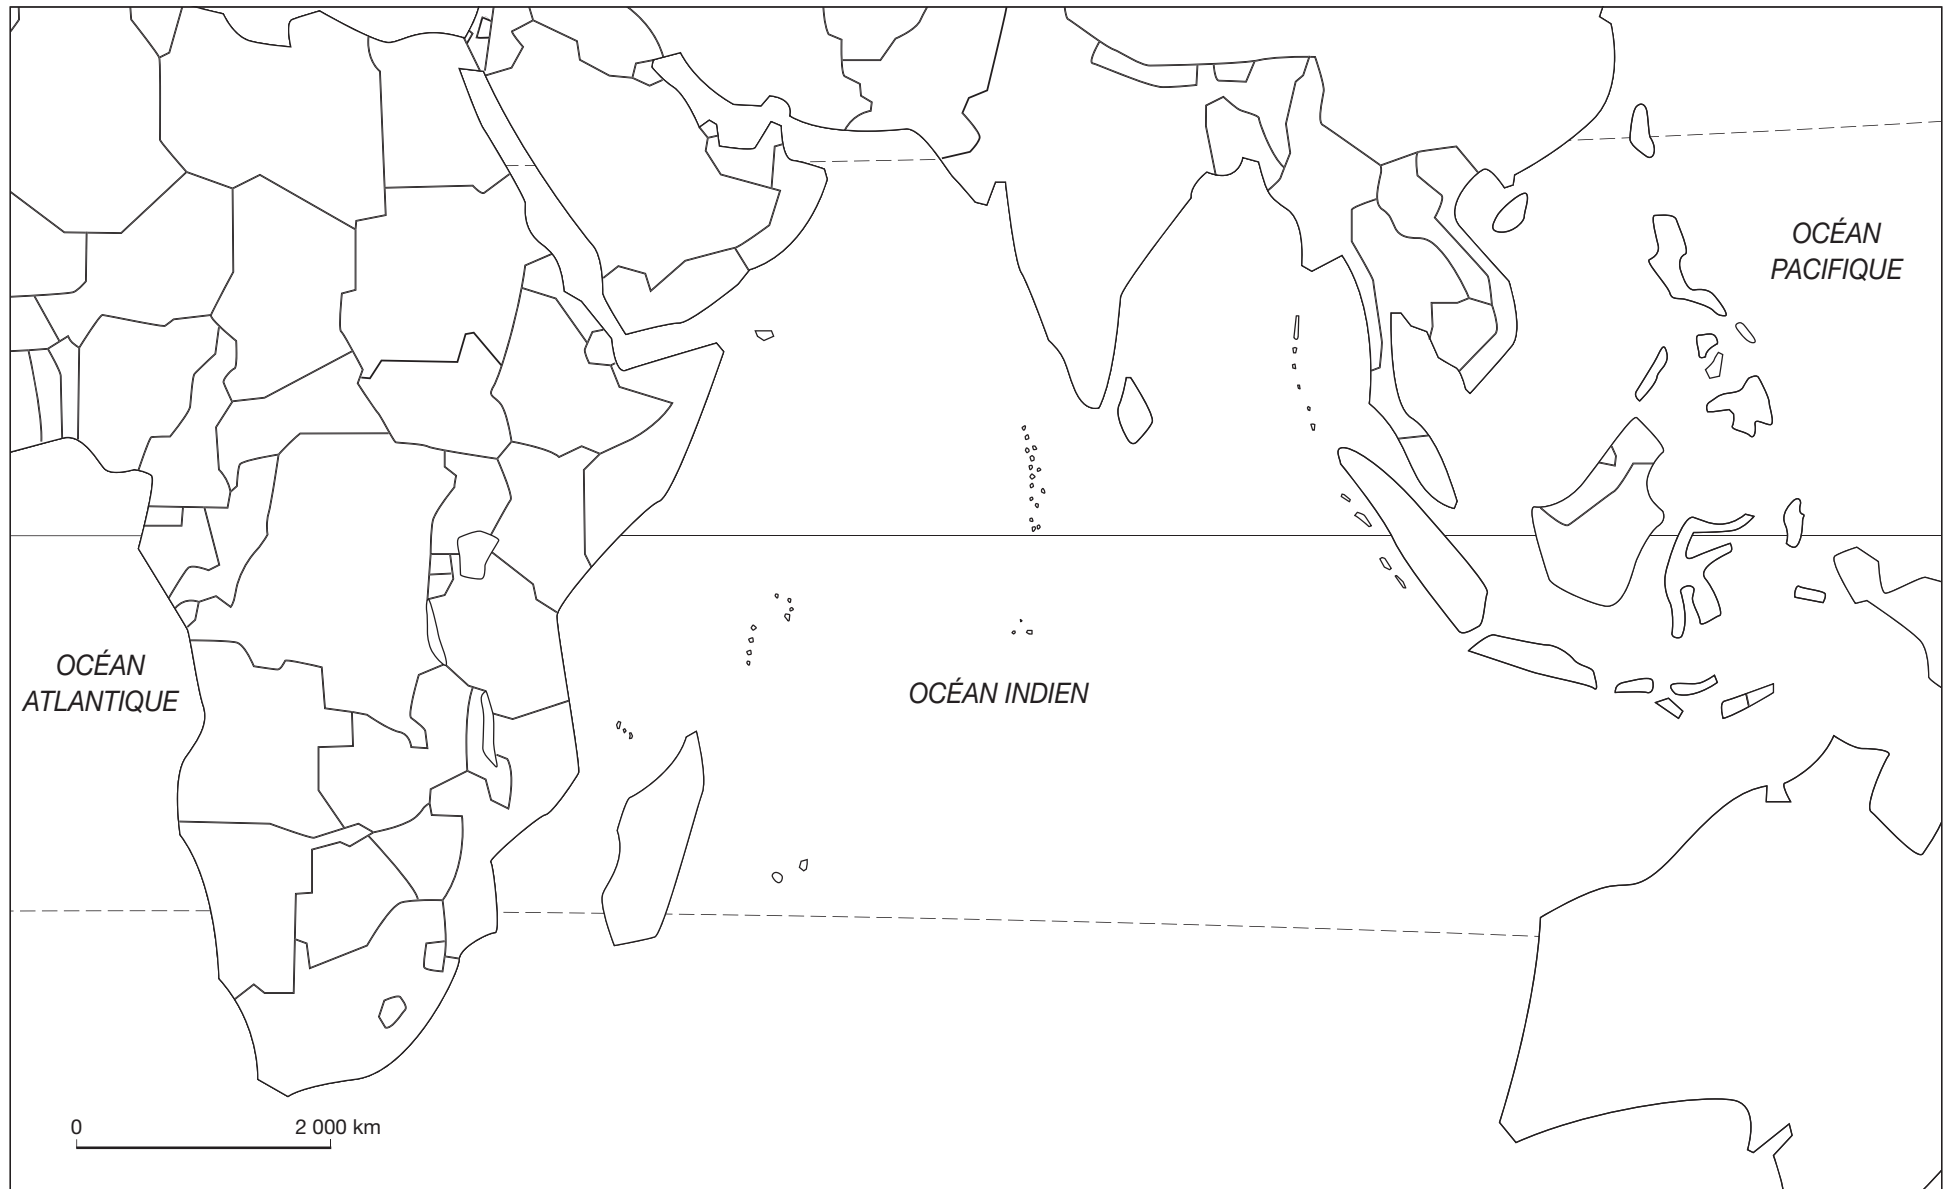 OCÉAN
PACIFIQUE
OCÉAN
ATLANTIQUE
OCÉAN INDIEN
0
2 000 km